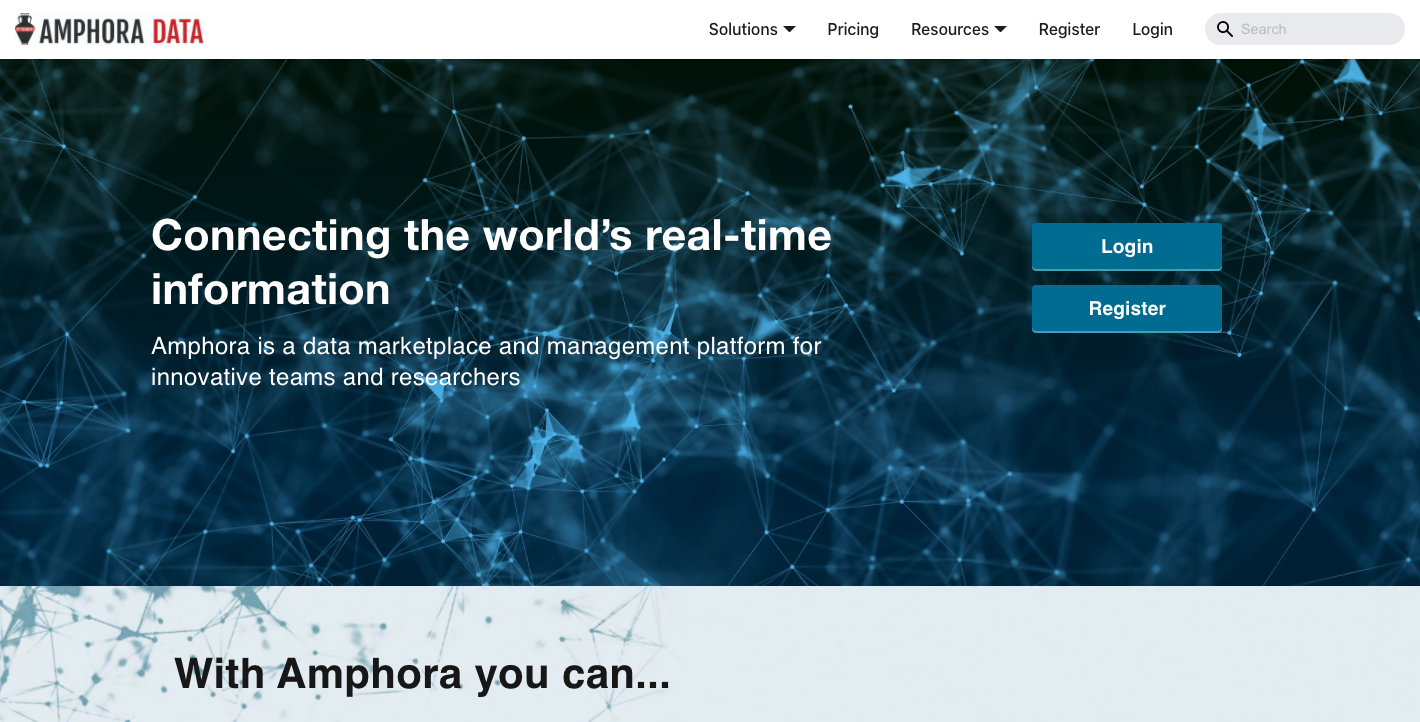 AMPHORA DATA
Solutions
Pricing
Resources
Register
Login
Search
Connecting the world’s real-time
information
Amphora is a data marketplace and management platform for
innovative teams and researchers
Login
Register
With Amphora you can...